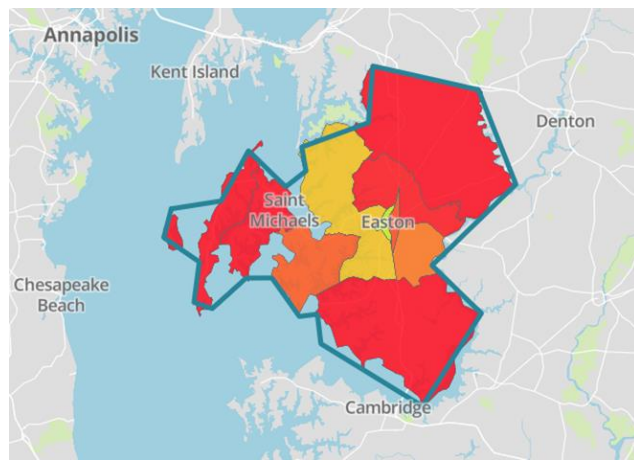 Annapolis
Kent Island
Denton
Saint
Michaels
Easton
Chesapeake
Beach
Cambridge